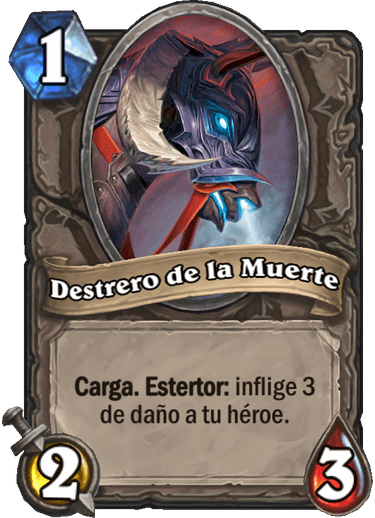 1
Destrero de la Muerte
Carga. Estertor: inflige 3
de daño a tu héroe.
2
3